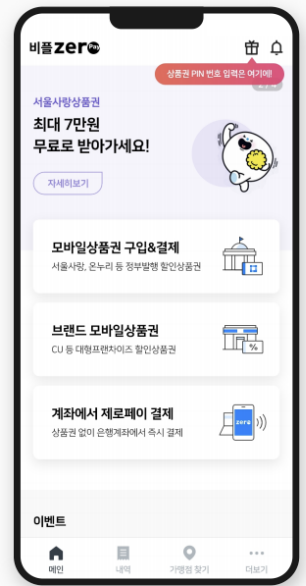 비플zero Pay
상품권 PIN 번호 입력은 여기에!
서울사랑상품권
최대 7만원
무료로 받아가세요!
자세히보기
모바일상품권 구입&결제
서울사랑, 온누리 등 정부발행 할인상품권
브랜드 모바일상품권
CU 등 대형프랜차이즈 할인상품권
%
계좌에서 제로페이 결제
상품권 없이 은행계좌에서 즉시 결제
zero
이벤트
메인
내역
가맹점 찾기
더보기